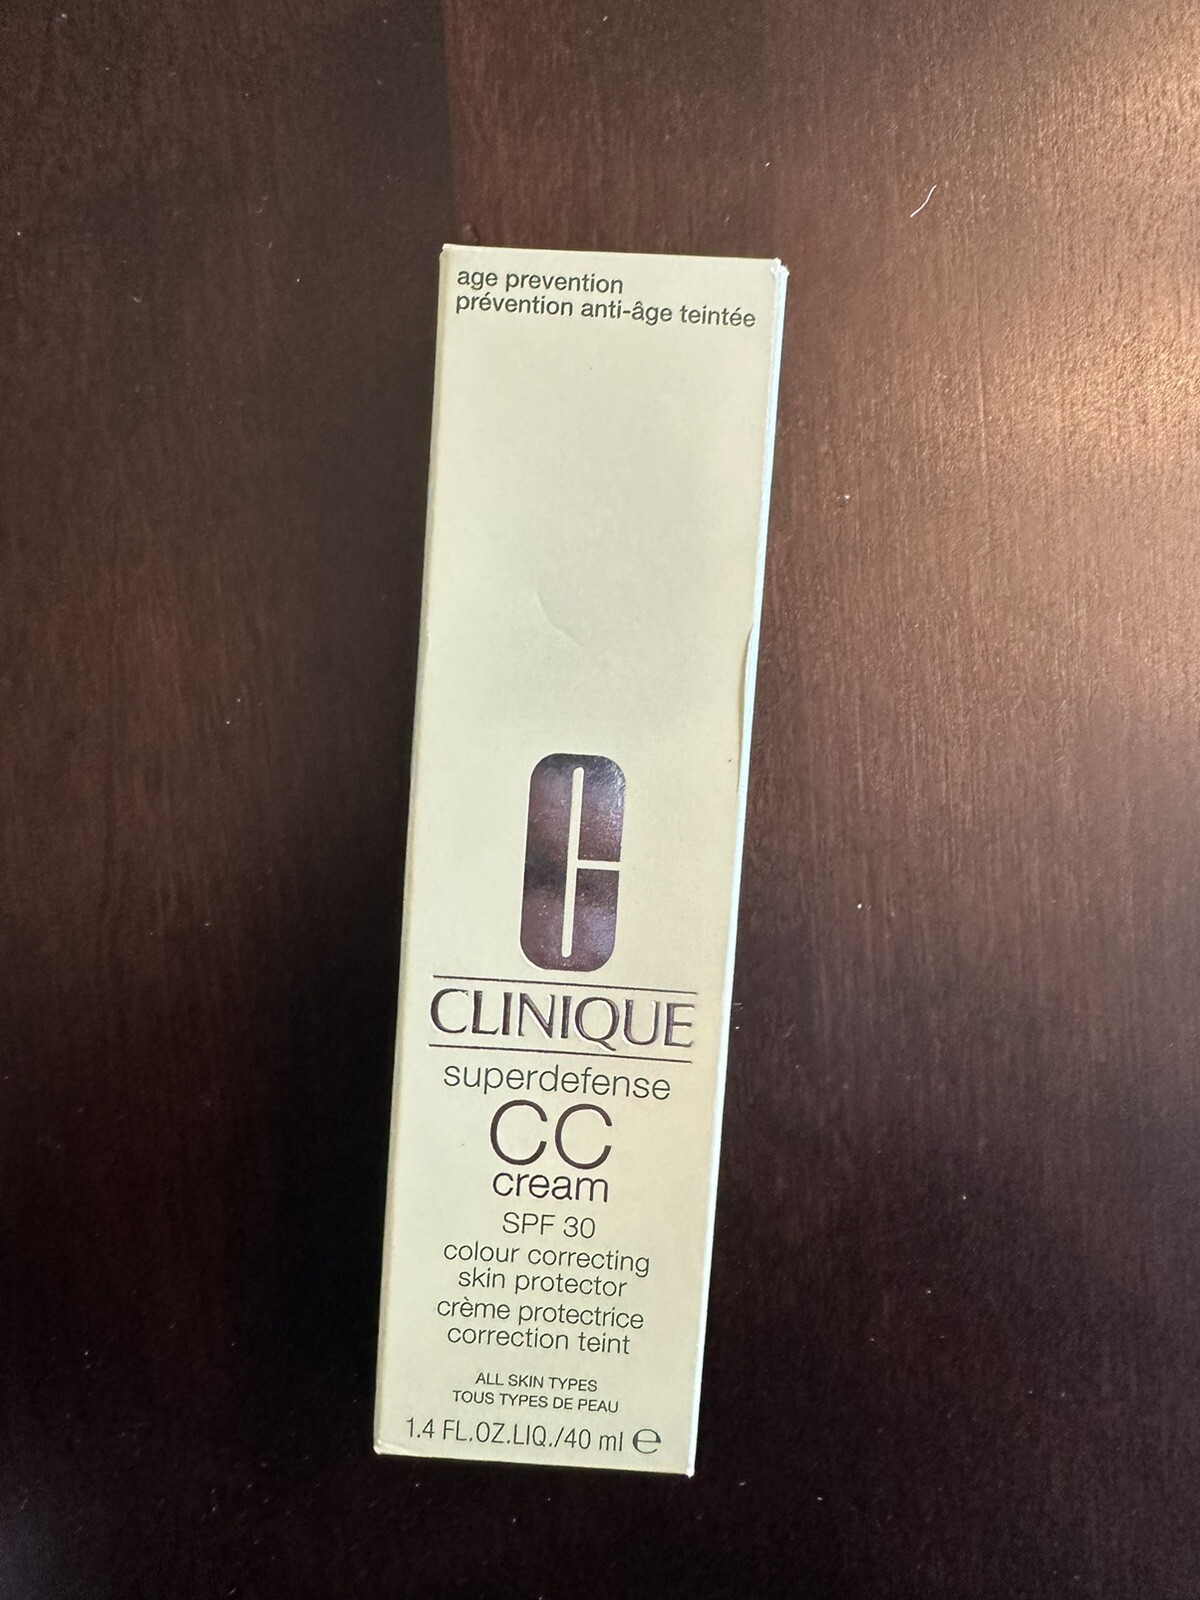 age prevention
prévention anti-âge teintée
C
CLINIQUE
superdefense
CC
cream
SPF 30
colour correcting
skin protector
crème protectrice
correction teint
ALL SKIN TYPES
TOUS TYPES DE PEAU
1.4 FL.OZ.LIQ./40 ml ℮